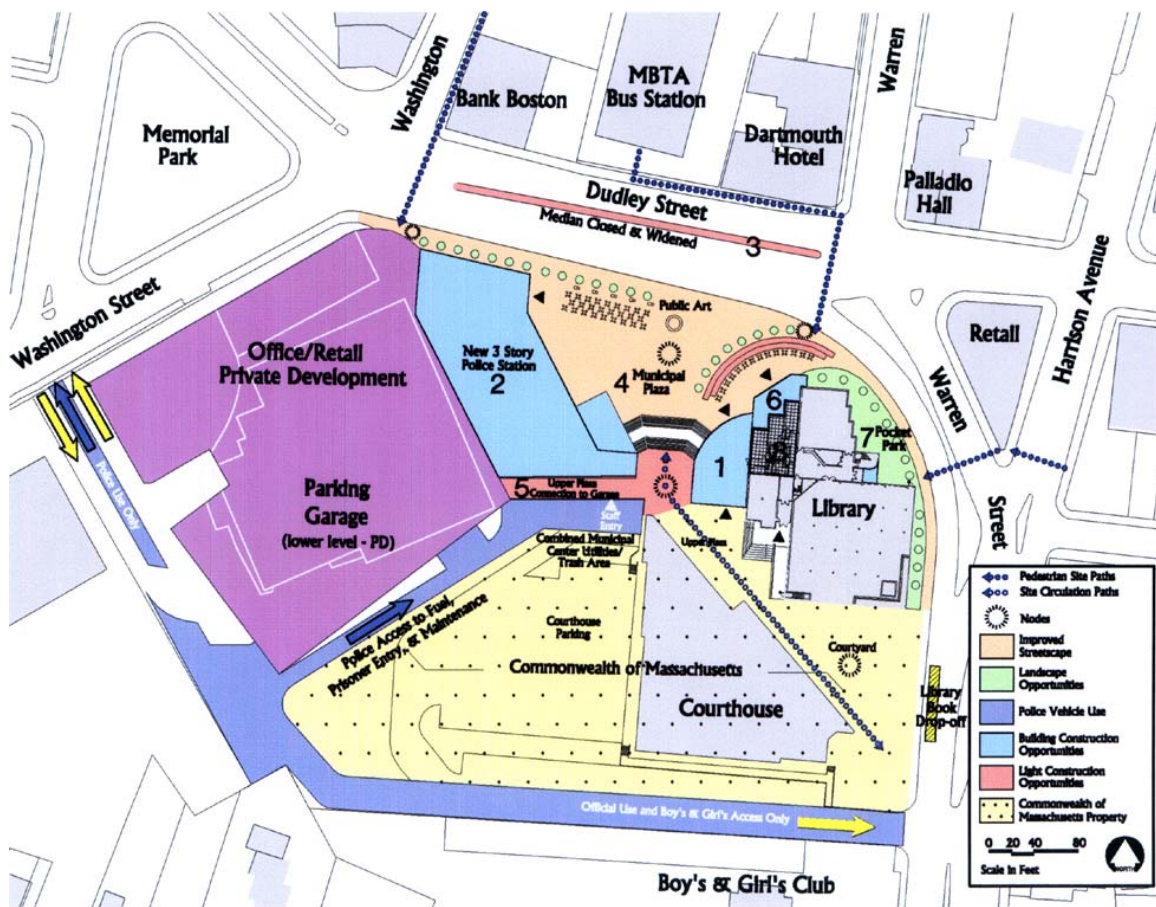 Washington
Bank Boston
MBTA
Bus Station
Warren
Memorial
Park
Dartmouth
Hotel
Palladio
Hall
Dudley Street
Median Closed & Widened
3
Harrison Avenue
Washington Street
Public Art
Retail
Office/Retail
Private Development
New 3 Story
Police Station
2
4
Municipal
Plaza
Warren
6
7
Pocket
Park
8
1
Police Use Only
Parking
Garage
(lower level - PD)
5
Upper Plaza
Connection to Garage
Library
Street
Staff
Entry
Upper Plaza
Combined Municipal
Center Utilities/
Trash Area
Police Access to Fuel,
Prisoner Entry, & Maintenance
Courthouse
Parking
Courtyard
Commonwealth of Massachusetts
Courthouse
Library
Book
Drop-off
Official Use and Boy's & Girl's Access Only
Boy's & Girl's Club
Pedestrian Site Paths
Site Circulation Paths
Nodes
Improved
Streetscape
Landscape
Opportunities
Police Vehicle Use
Building Construction
Opportunities
Light Construction
Opportunities
Commonwealth of
Massachusetts Property
0 20 40 80
Scale In Feet
NORTH